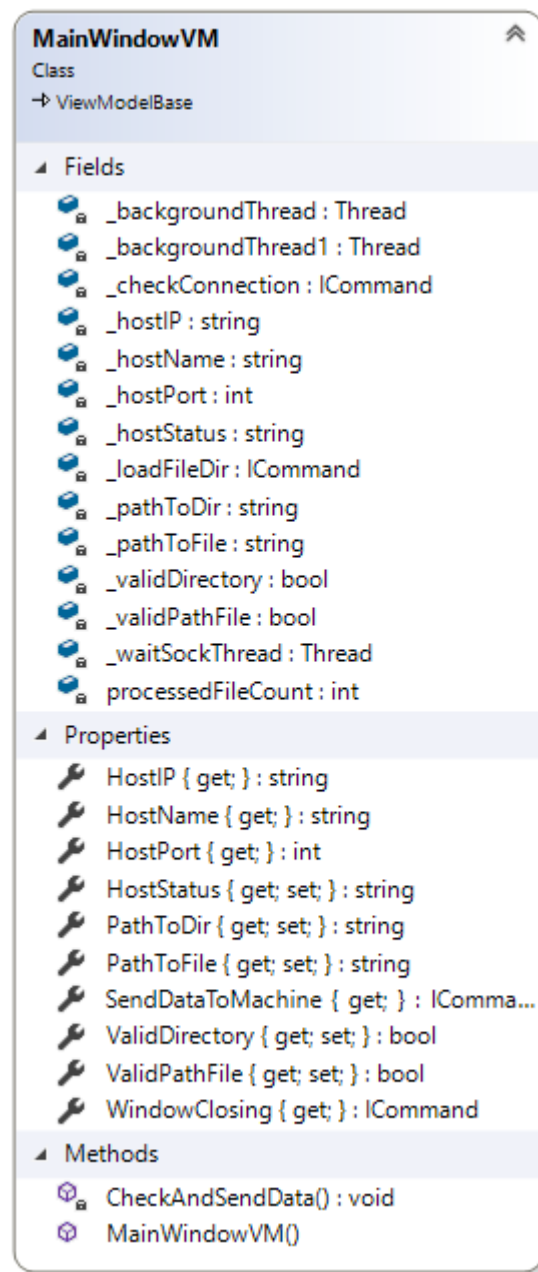 MainWindowVM
Class
ViewModelBase
Fields
_backgroundThread : Thread
_backgroundThread1 : Thread
_checkConnection : ICommand
_hostIP : string
_hostName : string
_hostPort : int
_hostStatus : string
_loadFileDir : ICommand
_pathToDir : string
_pathToFile : string
_validDirectory : bool
_validPathFile : bool
_waitSockThread : Thread
processedFileCount : int
Properties
HostIP { get; } : string
HostName { get; } : string
HostPort { get; } : int
HostStatus { get; set; } : string
PathToDir { get; set; } : string
PathToFile { get; set; } : string
SendDataToMachine { get; } : IComma...
ValidDirectory { get; set; } : bool
ValidPathFile { get; set; } : bool
WindowClosing { get; } : ICommand
Methods
CheckAndSendData() : void
MainWindowVM()